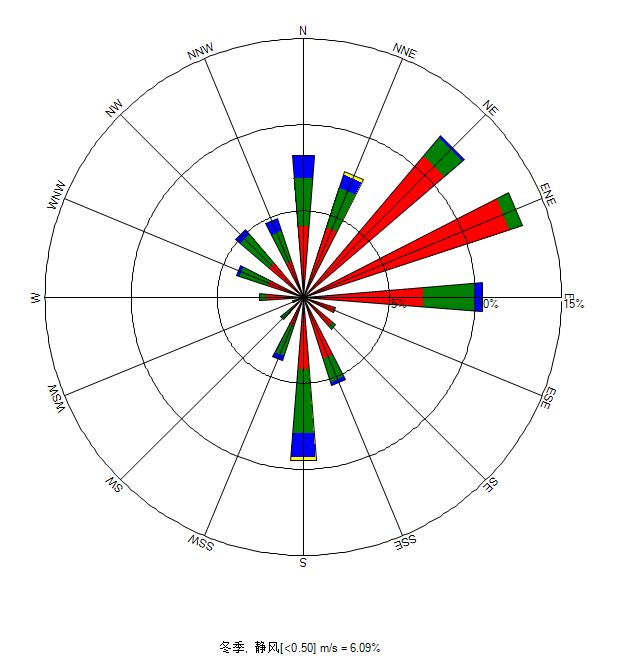 N
NNW
NNE
NW
NE
WNW
ENE
W
5%
10%
E
15%
WSW
ESE
SW
SE
SSW
SSE
S
冬季, 静风[<0.50] m/s = 6.09%